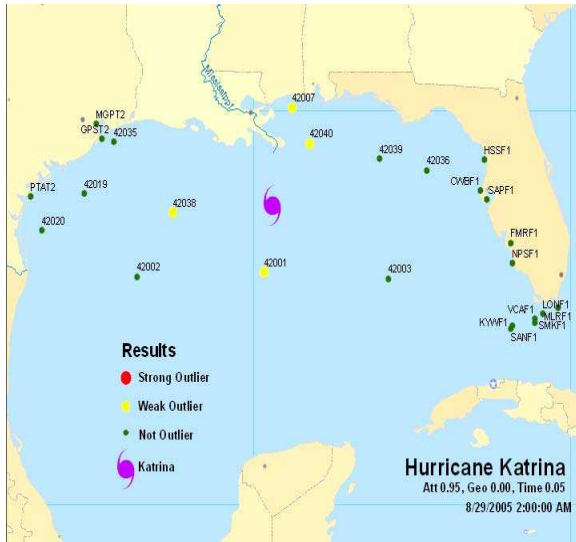 42007
Mississippi
MGPT2
GPST2
42035
42040
42039
42036
HSSF1
CWBF1
SAPF1
PTAT2
42019
42020
42038
FMRF1
NPSF1
42001
42002
42003
LONF1
VCAF1
MLRF1
KYWF1
SMKF1
SANF1
Results
Strong Outlier
Weak Outlier
Not Outlier
Katrina
Hurricane Katrina
Att 0.95, Geo 0.00, Time 0.05
8/29/2005 2:00:00 AM